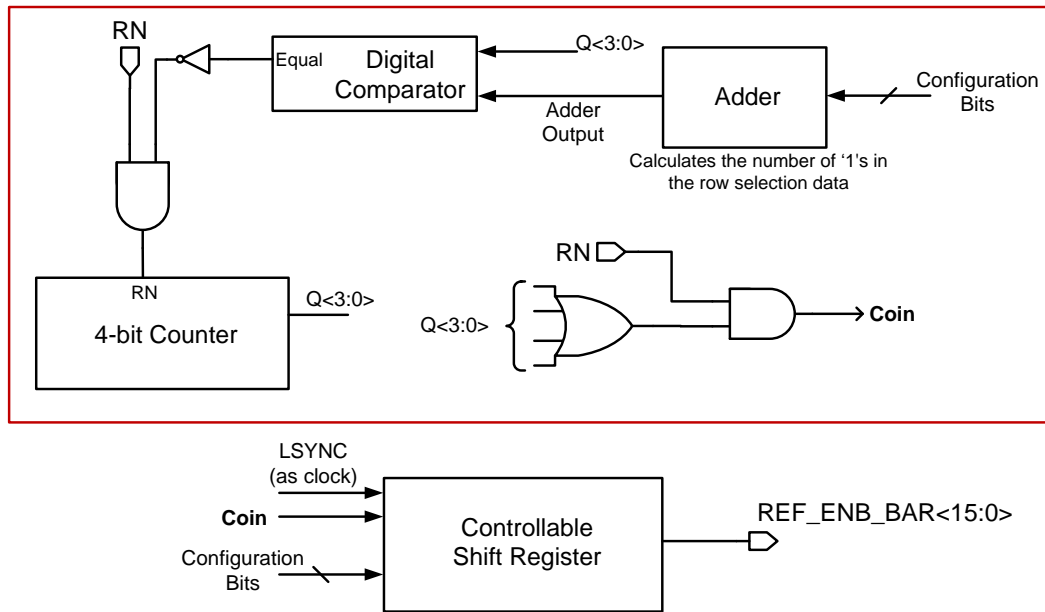 RN
Equal
Digital
Comparator
Q<3:0>
Adder
Output
Adder
Configuration
Bits
Calculates the number of ‘1’s in
the row selection data
RN
4-bit Counter
Q<3:0>
RN
Q<3:0>
Coin
LSYNC
(as clock)
Coin
Configuration
Bits
Controllable
Shift Register
REF_ENB_BAR<15:0>